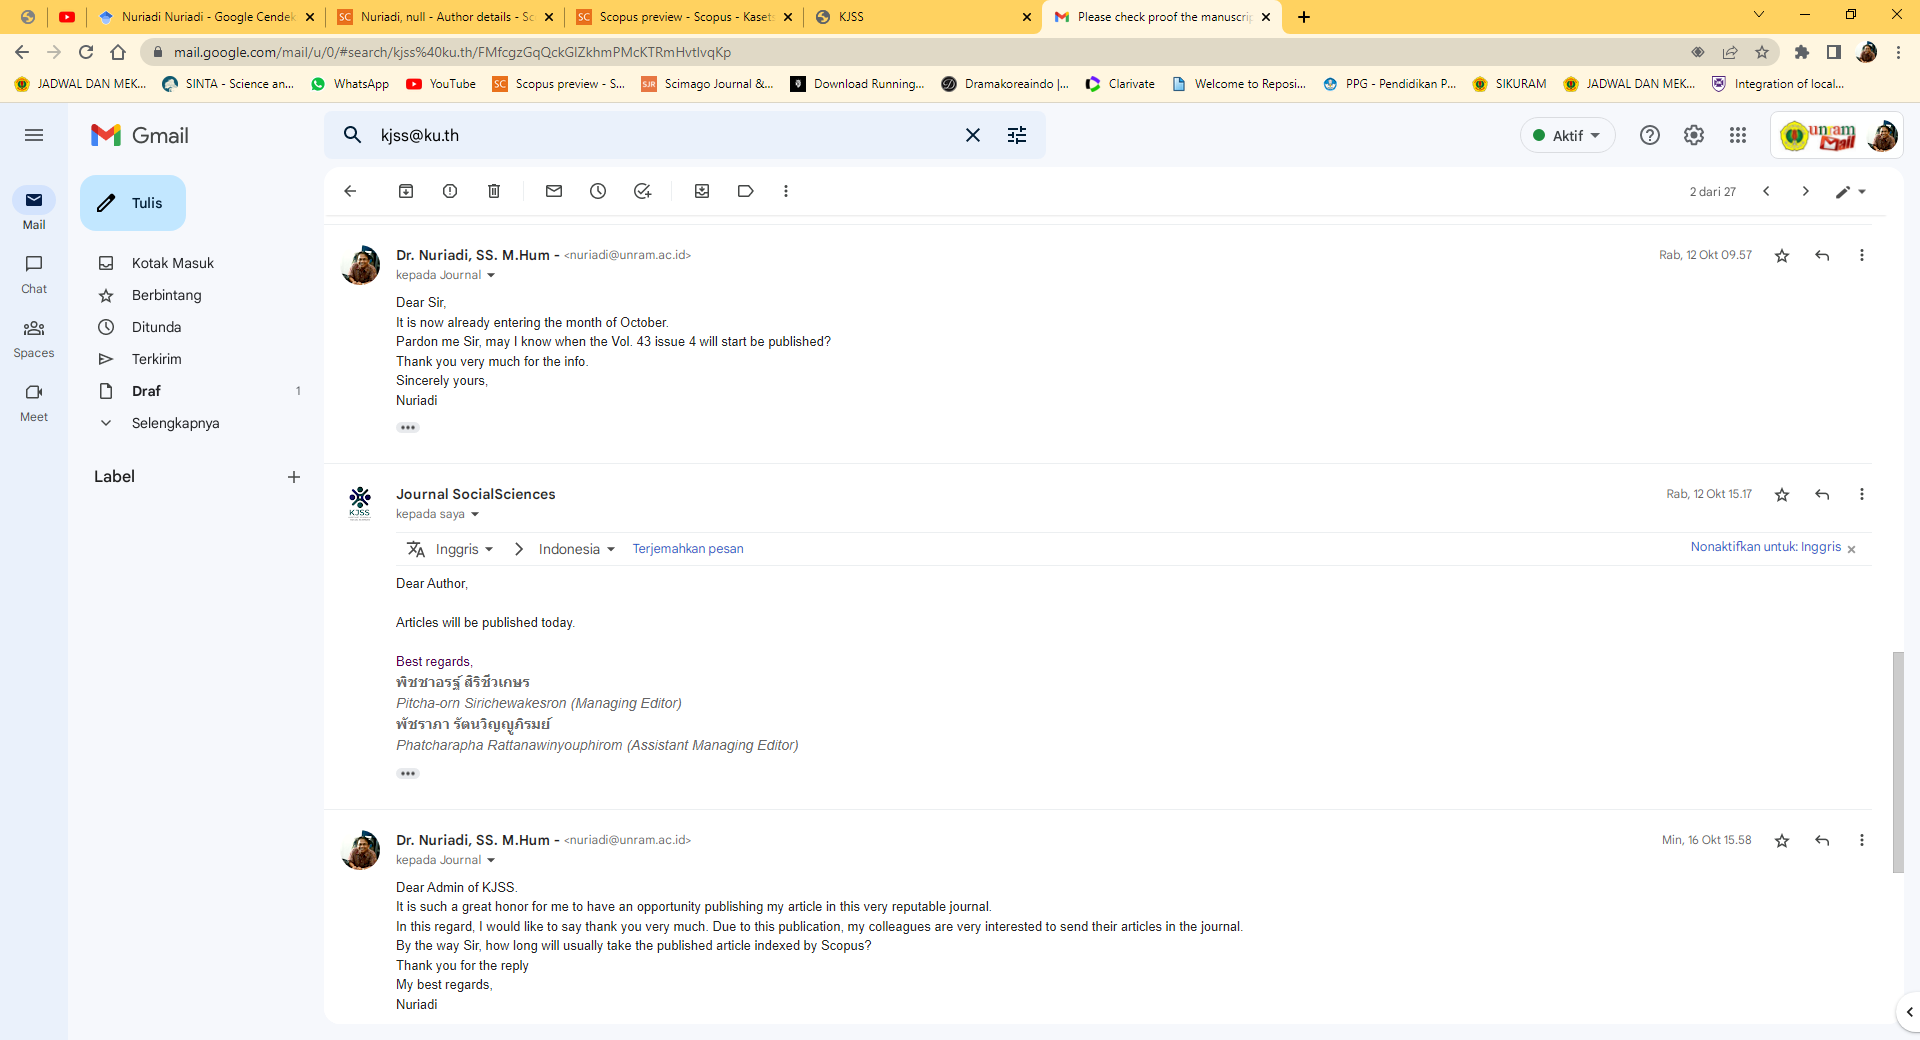 Nuriadi Nuriadi - Google Cendek
Nuriadi, null - Author details - Sc
Scopus preview - Scopus - Kaset
KJSS
Please check proof the manuscrip
mail.google.com/mail/u/0/#search/kjss%40ku.th/FMfcgzGqQckGlZkhmPMcKTRmHvtlvqKp
JADWAL DAN MEK...
SINTA - Science an...
WhatsApp
YouTube
Scopus preview - S...
Scimago Journal &...
Download Running...
Dramakoreaindo |...
Clarivate
Welcome to Reposi...
PPG - Pendidikan P...
SIKURAM
JADWAL DAN MEK...
Integration of local...
Gmail
kjss@ku.th
Aktif
unram
Mail
Tulis
Mail
Chat
Spaces
Meet
Kotak Masuk
Berbintang
Ditunda
Terkirim
Draf 1
Selengkapnya
Label
2 dari 27
Dr. Nuriadi, SS. M.Hum - <nuriadi@unram.ac.id>
Rab, 12 Okt 09.57
kepada Journal
Dear Sir,
It is now already entering the month of October.
Pardon me Sir, may I know when the Vol. 43 issue 4 will start be published?
Thank you very much for the info.
Sincerely yours,
Nuriadi
KJSS
Journal SocialSciences
Rab, 12 Okt 15.17
kepada saya
Inggris
Indonesia
Terjemahkan pesan
Nonaktifkan untuk: Inggris
Dear Author,
Articles will be published today.
Best regards,
พิชชาอรฐ์ สิริชีวเกษร
Pitcha-orn Sirichewakesron (Managing Editor)
พัชราภา รัตนวิญญูภิรมย์
Phatcharapha Rattanawinyouphirom (Assistant Managing Editor)
Dr. Nuriadi, SS. M.Hum - <nuriadi@unram.ac.id>
Min, 16 Okt 15.58
kepada Journal
Dear Admin of KJSS.
It is such a great honor for me to have an opportunity publishing my article in this very reputable journal.
In this regard, I would like to say thank you very much. Due to this publication, my colleagues are very interested to send their articles in the journal.
By the way Sir, how long will usually take the published article indexed by Scopus?
Thank you for the reply
My best regards,
Nuriadi